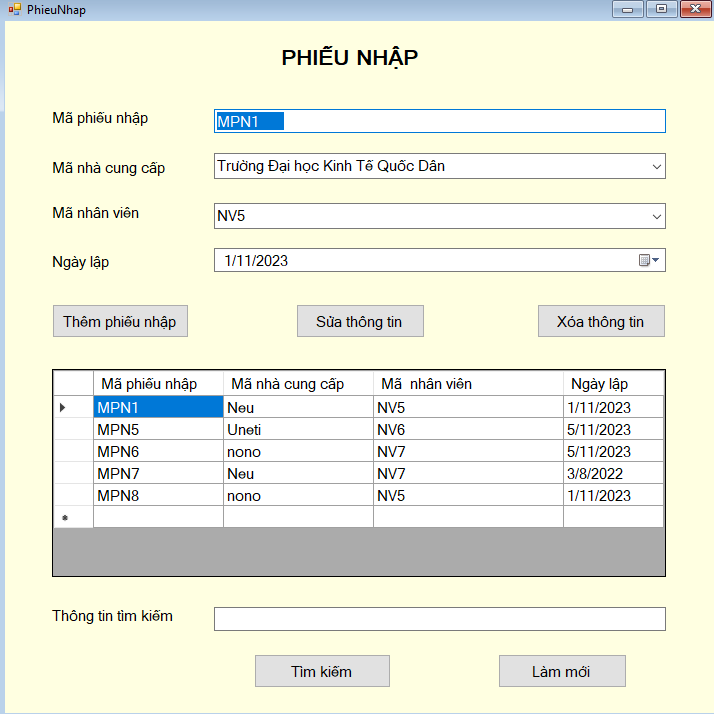 PhieuNhap
PHIẾU NHẬP
Mã phiếu nhập MPN1
Mã nhà cung cấp Trường Đại học Kinh Tế Quốc Dân
Mã nhân viên NV5
Ngày lập 1/11/2023
Thêm phiếu nhập Sửa thông tin Xóa thông tin
Mã phiếu nhập Mã nhà cung cấp Mã nhân viên Ngày lập
MPN1 Neu NV5 1/11/2023
MPN5 Uneti NV6 5/11/2023
MPN6 nono NV7 5/11/2023
MPN7 Neu NV7 3/8/2022
MPN8 nono NV5 1/11/2023
Thông tin tìm kiếm
Tìm kiếm Làm mới